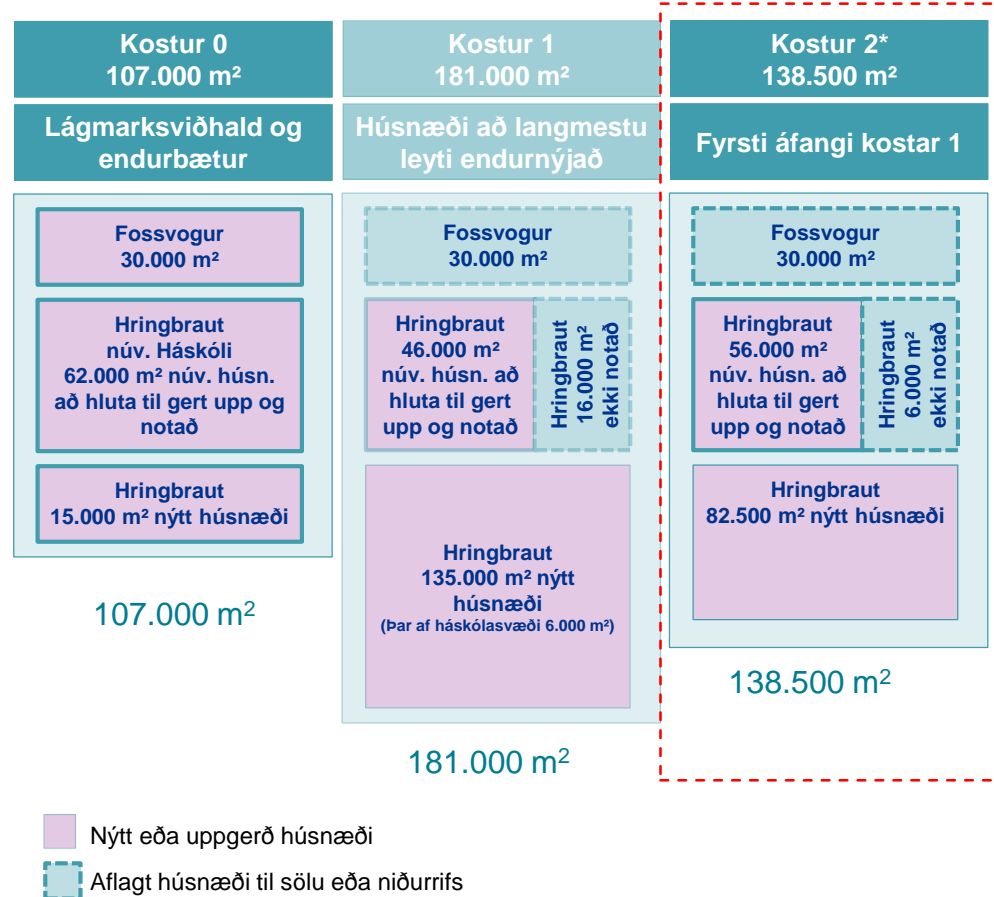 Kostur 0
107.000 m²
Lágmarksviðhald og
endurbætur
Fossvogur
30.000 m²
Hringbraut
núv. Háskóli
62.000 m² núv. húsn.
að hluta til gert upp og
notað
Hringbraut
15.000 m² nýtt húsnæði
107.000 m²
Kostur 1
181.000 m²
Húsnæði að langmestu
leyti endurnýjað
Fossvogur
30.000 m²
Hringbraut
46.000 m²
núv. húsn. að
hluta til gert
upp og notað
Hringbraut
16.000 m²
ekki notað
Hringbraut
135.000 m² nýtt
húsnæði
(Þar af háskólasvæði 6.000 m²)
181.000 m²
Kostur 2*
138.500 m²
Fyrsti áfangi kostar 1
Fossvogur
30.000 m²
Hringbraut
56.000 m²
núv. húsn. að
hluta til gert
upp og notað
Hringbraut
6.000 m²
ekki notað
Hringbraut
82.500 m² nýtt húsnæði
138.500 m²
Nýtt eða uppgerð húsnæði
Aflagt húsnæði til sölu eða niðurrifs